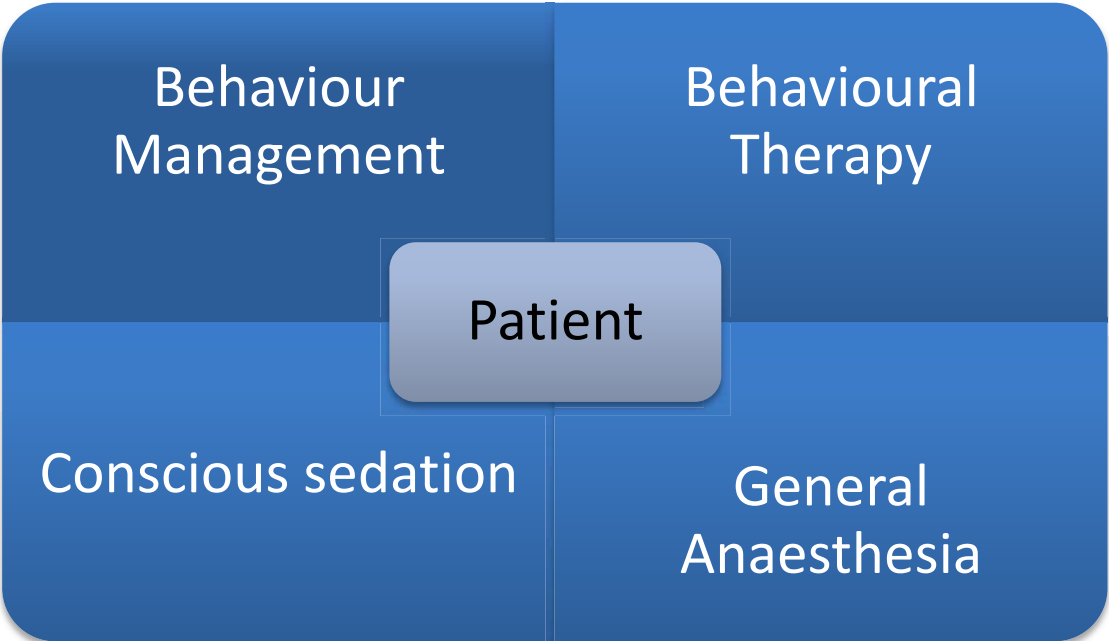 Behaviour
Management
Behavioural
Therapy
Patient
Conscious sedation
General
Anaesthesia